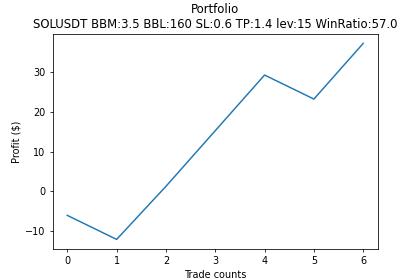 Portfolio
SOLUSDT BBM:3.5 BBL:160 SL:0.6 TP:1.4 lev:15 WinRatio:57.0
Profit ($)
30
20
10
0
−10
0 1 2 3 4 5 6
Trade counts